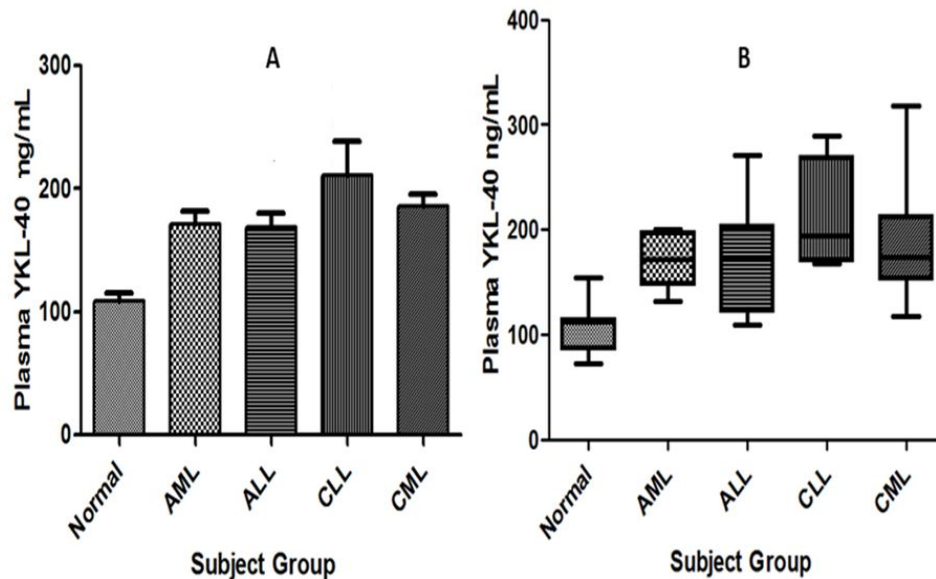 A
Plasma YKL-40 ng/mL
300
200
100
0
Normal
AML
ALL
CLL
CML
Subject Group
B
Plasma YKL-40 ng/mL
400
300
200
100
0
Normal
AML
ALL
CLL
CML
Subject Group